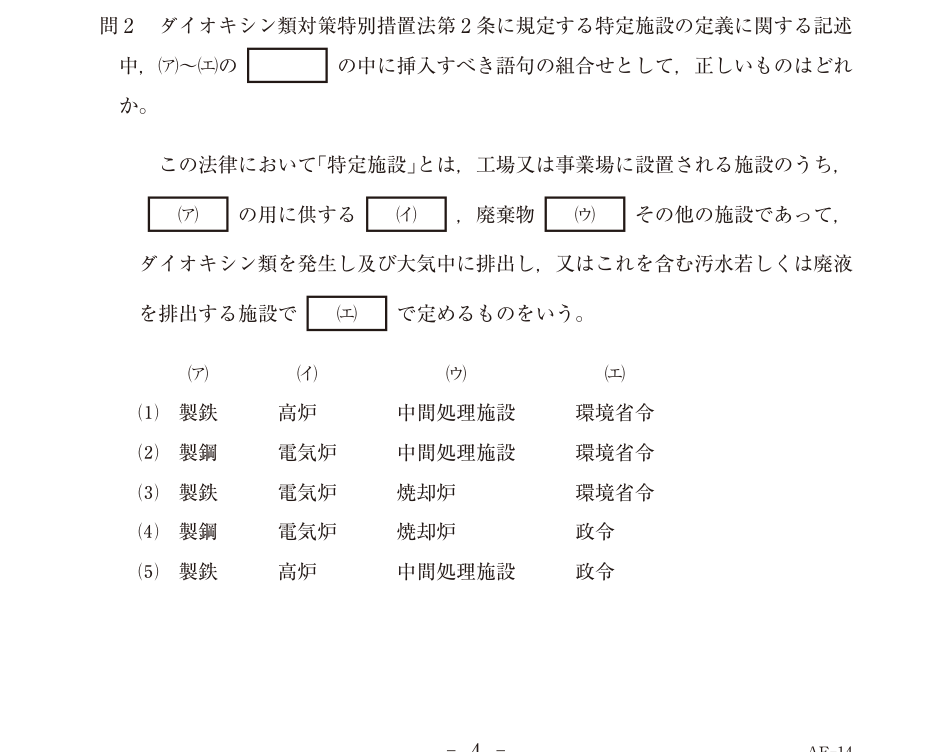 問２　ダイオキシン類対策特別措置法第２条に規定する特定施設の定義に関する記述
中，㋐～㋓の　　　　の中に挿入すべき語句の組合せとして，正しいものはどれ
か。
この法律において「特定施設」とは，工場又は事業場に設置される施設のうち，
(ア) の用に供する (イ) ，廃棄物 (ウ) その他の施設であって，
ダイオキシン類を発生し及び大気中に排出し，又はこれを含む汚水若しくは廃液
を排出する施設で (エ) で定めるものをいう。
(ア) (イ) (ウ) (エ)
(1) 製鉄 高炉 中間処理施設 環境省令
(2) 製鋼 電気炉 中間処理施設 環境省令
(3) 製鉄 電気炉 焼却炉 環境省令
(4) 製鋼 電気炉 焼却炉 政令
(5) 製鉄 高炉 中間処理施設 政令